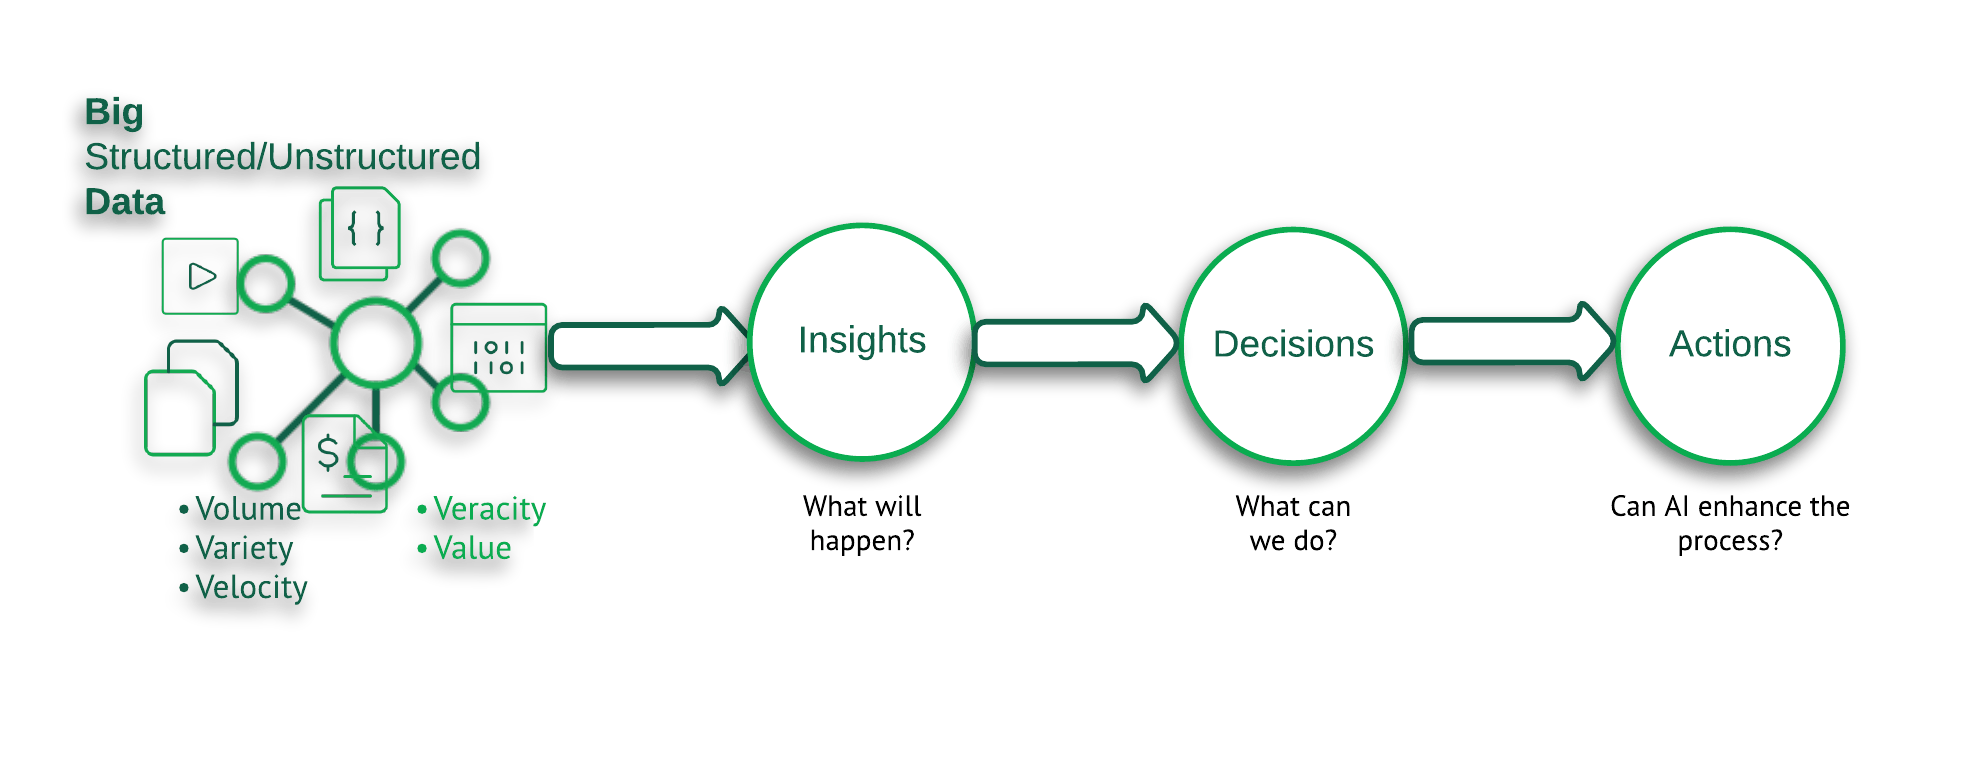 Big
Structured/Unstructured
Data
{ }
1011
1101
$
• Volume
• Variety
• Velocity
• Veracity
• Value
Insights
What will
happen?
Decisions
What can
we do?
Actions
Can AI enhance the
process?